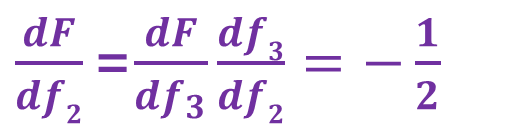 dF/df₂ = dF/df₃ df₃/df₂ = − 1/2